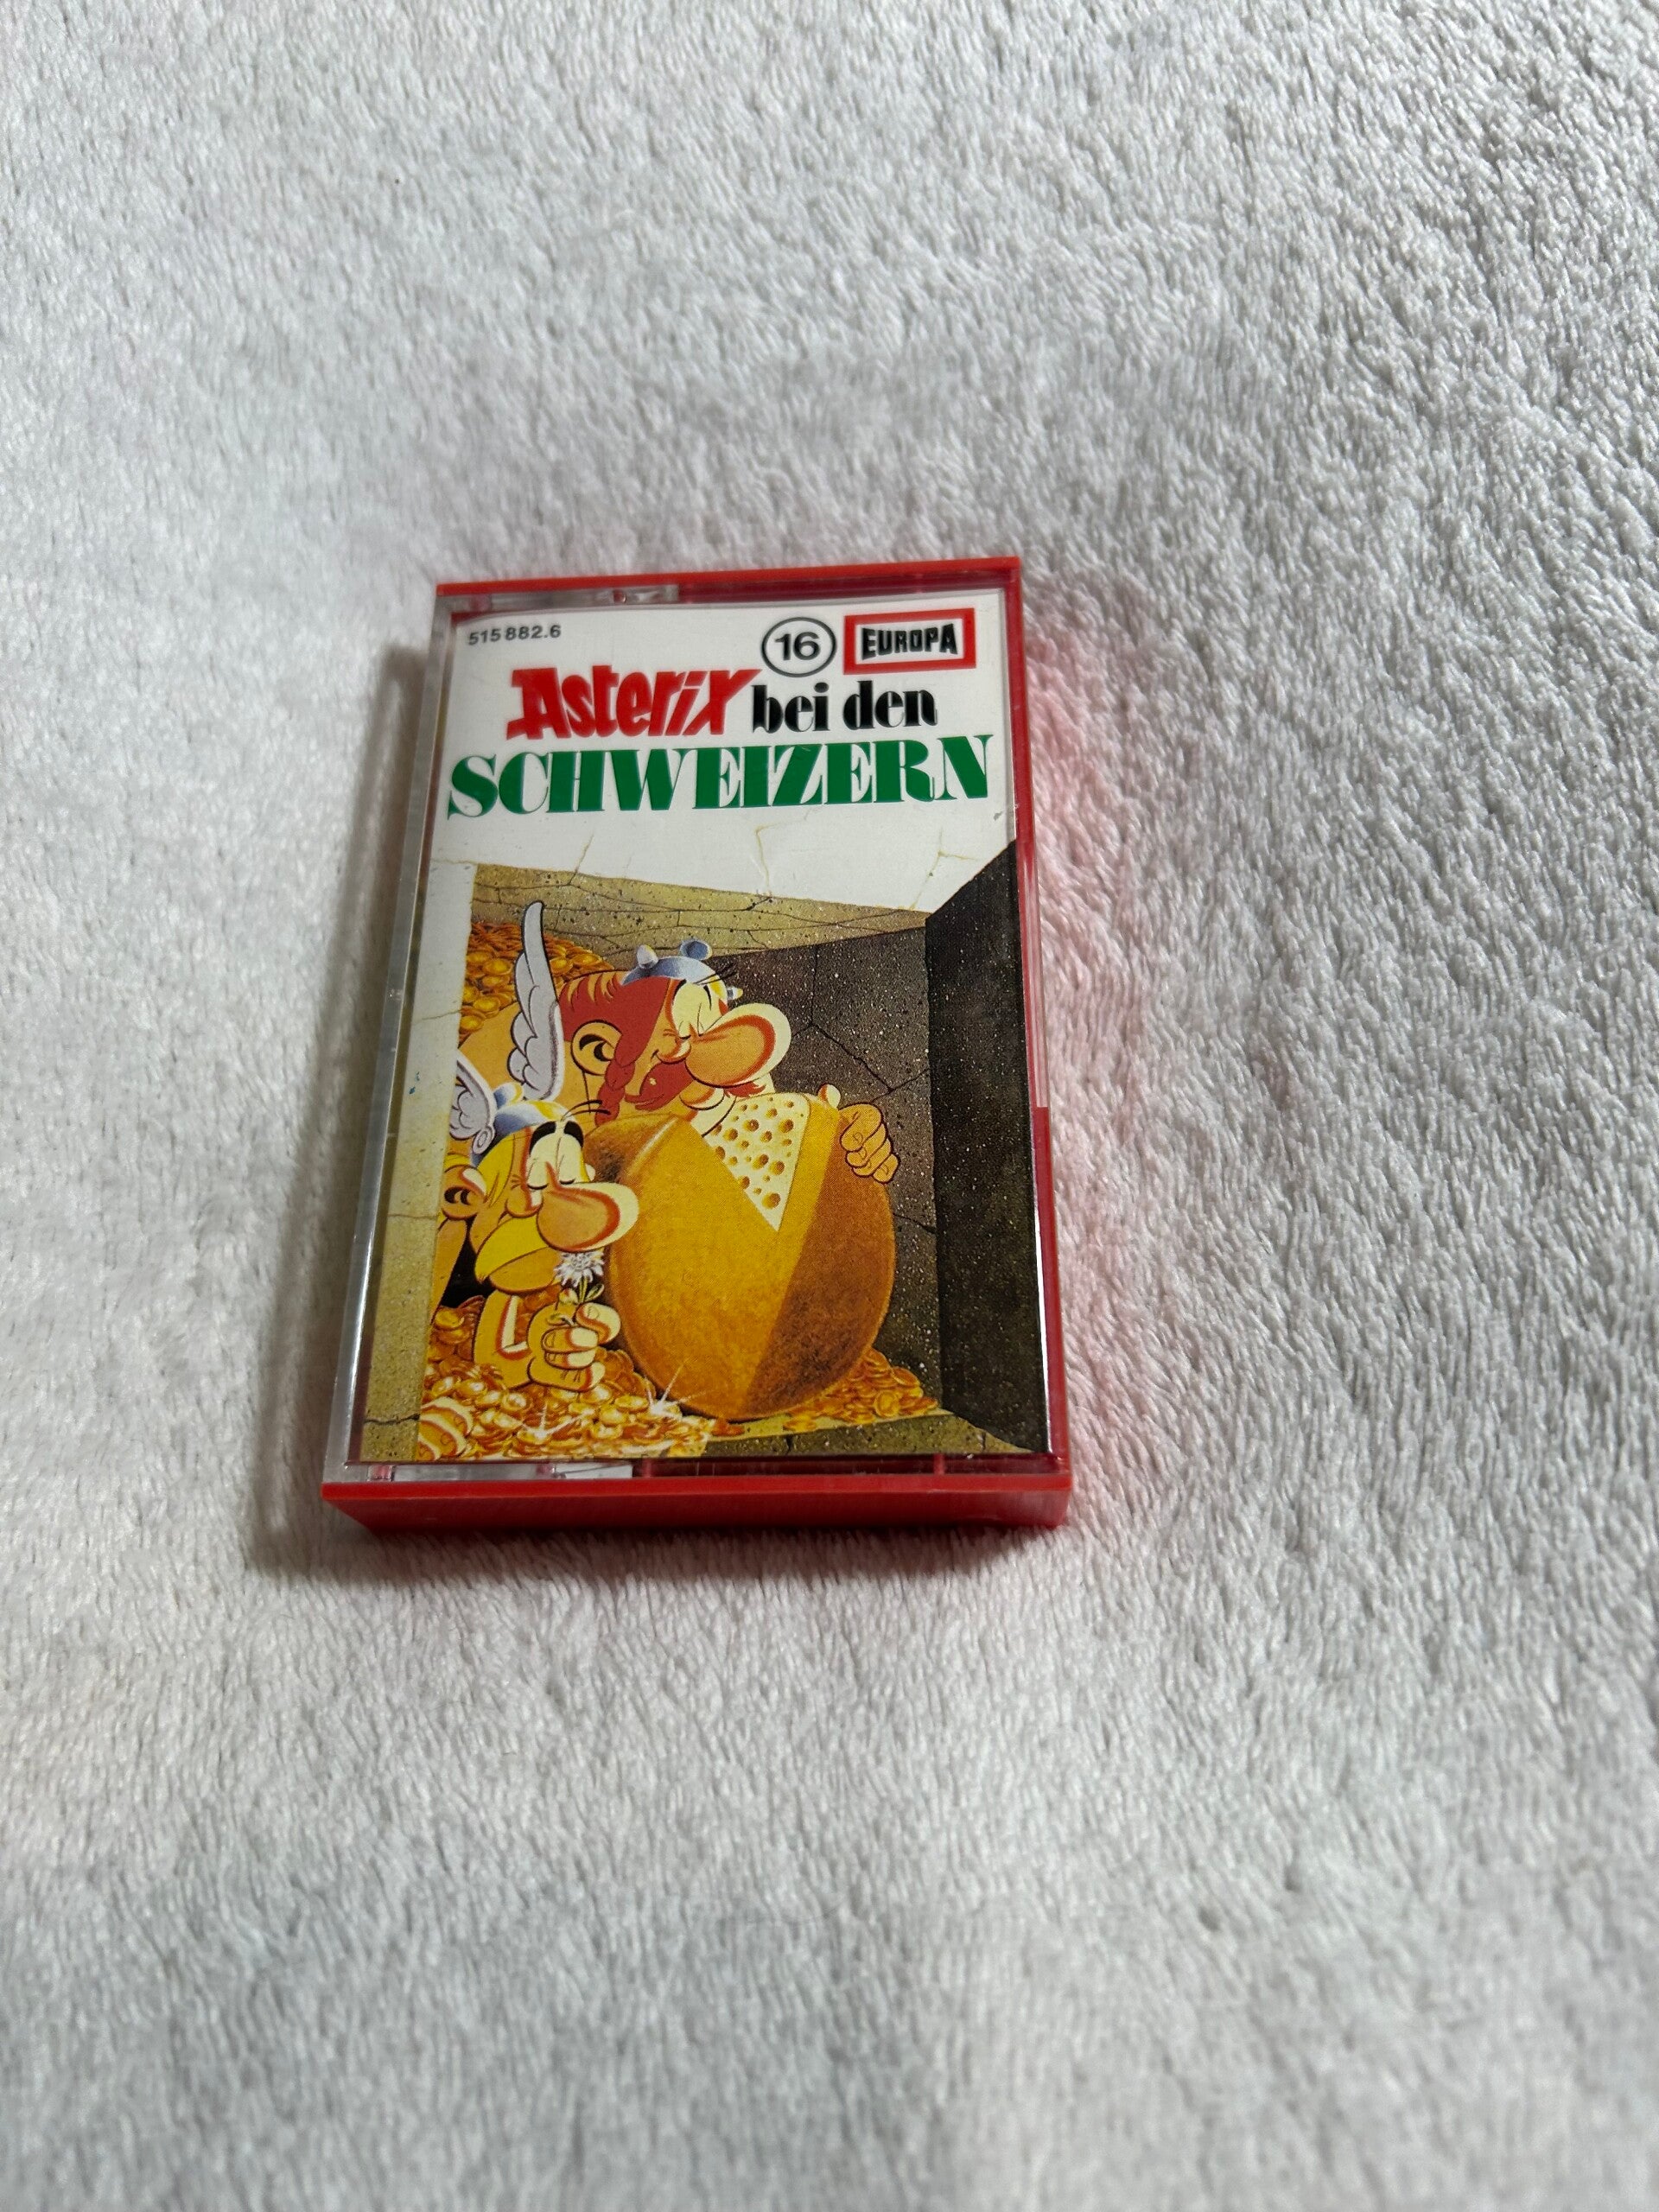 515 882.6
16
EUROPA
Asterix bei den
SCHWEIZERN